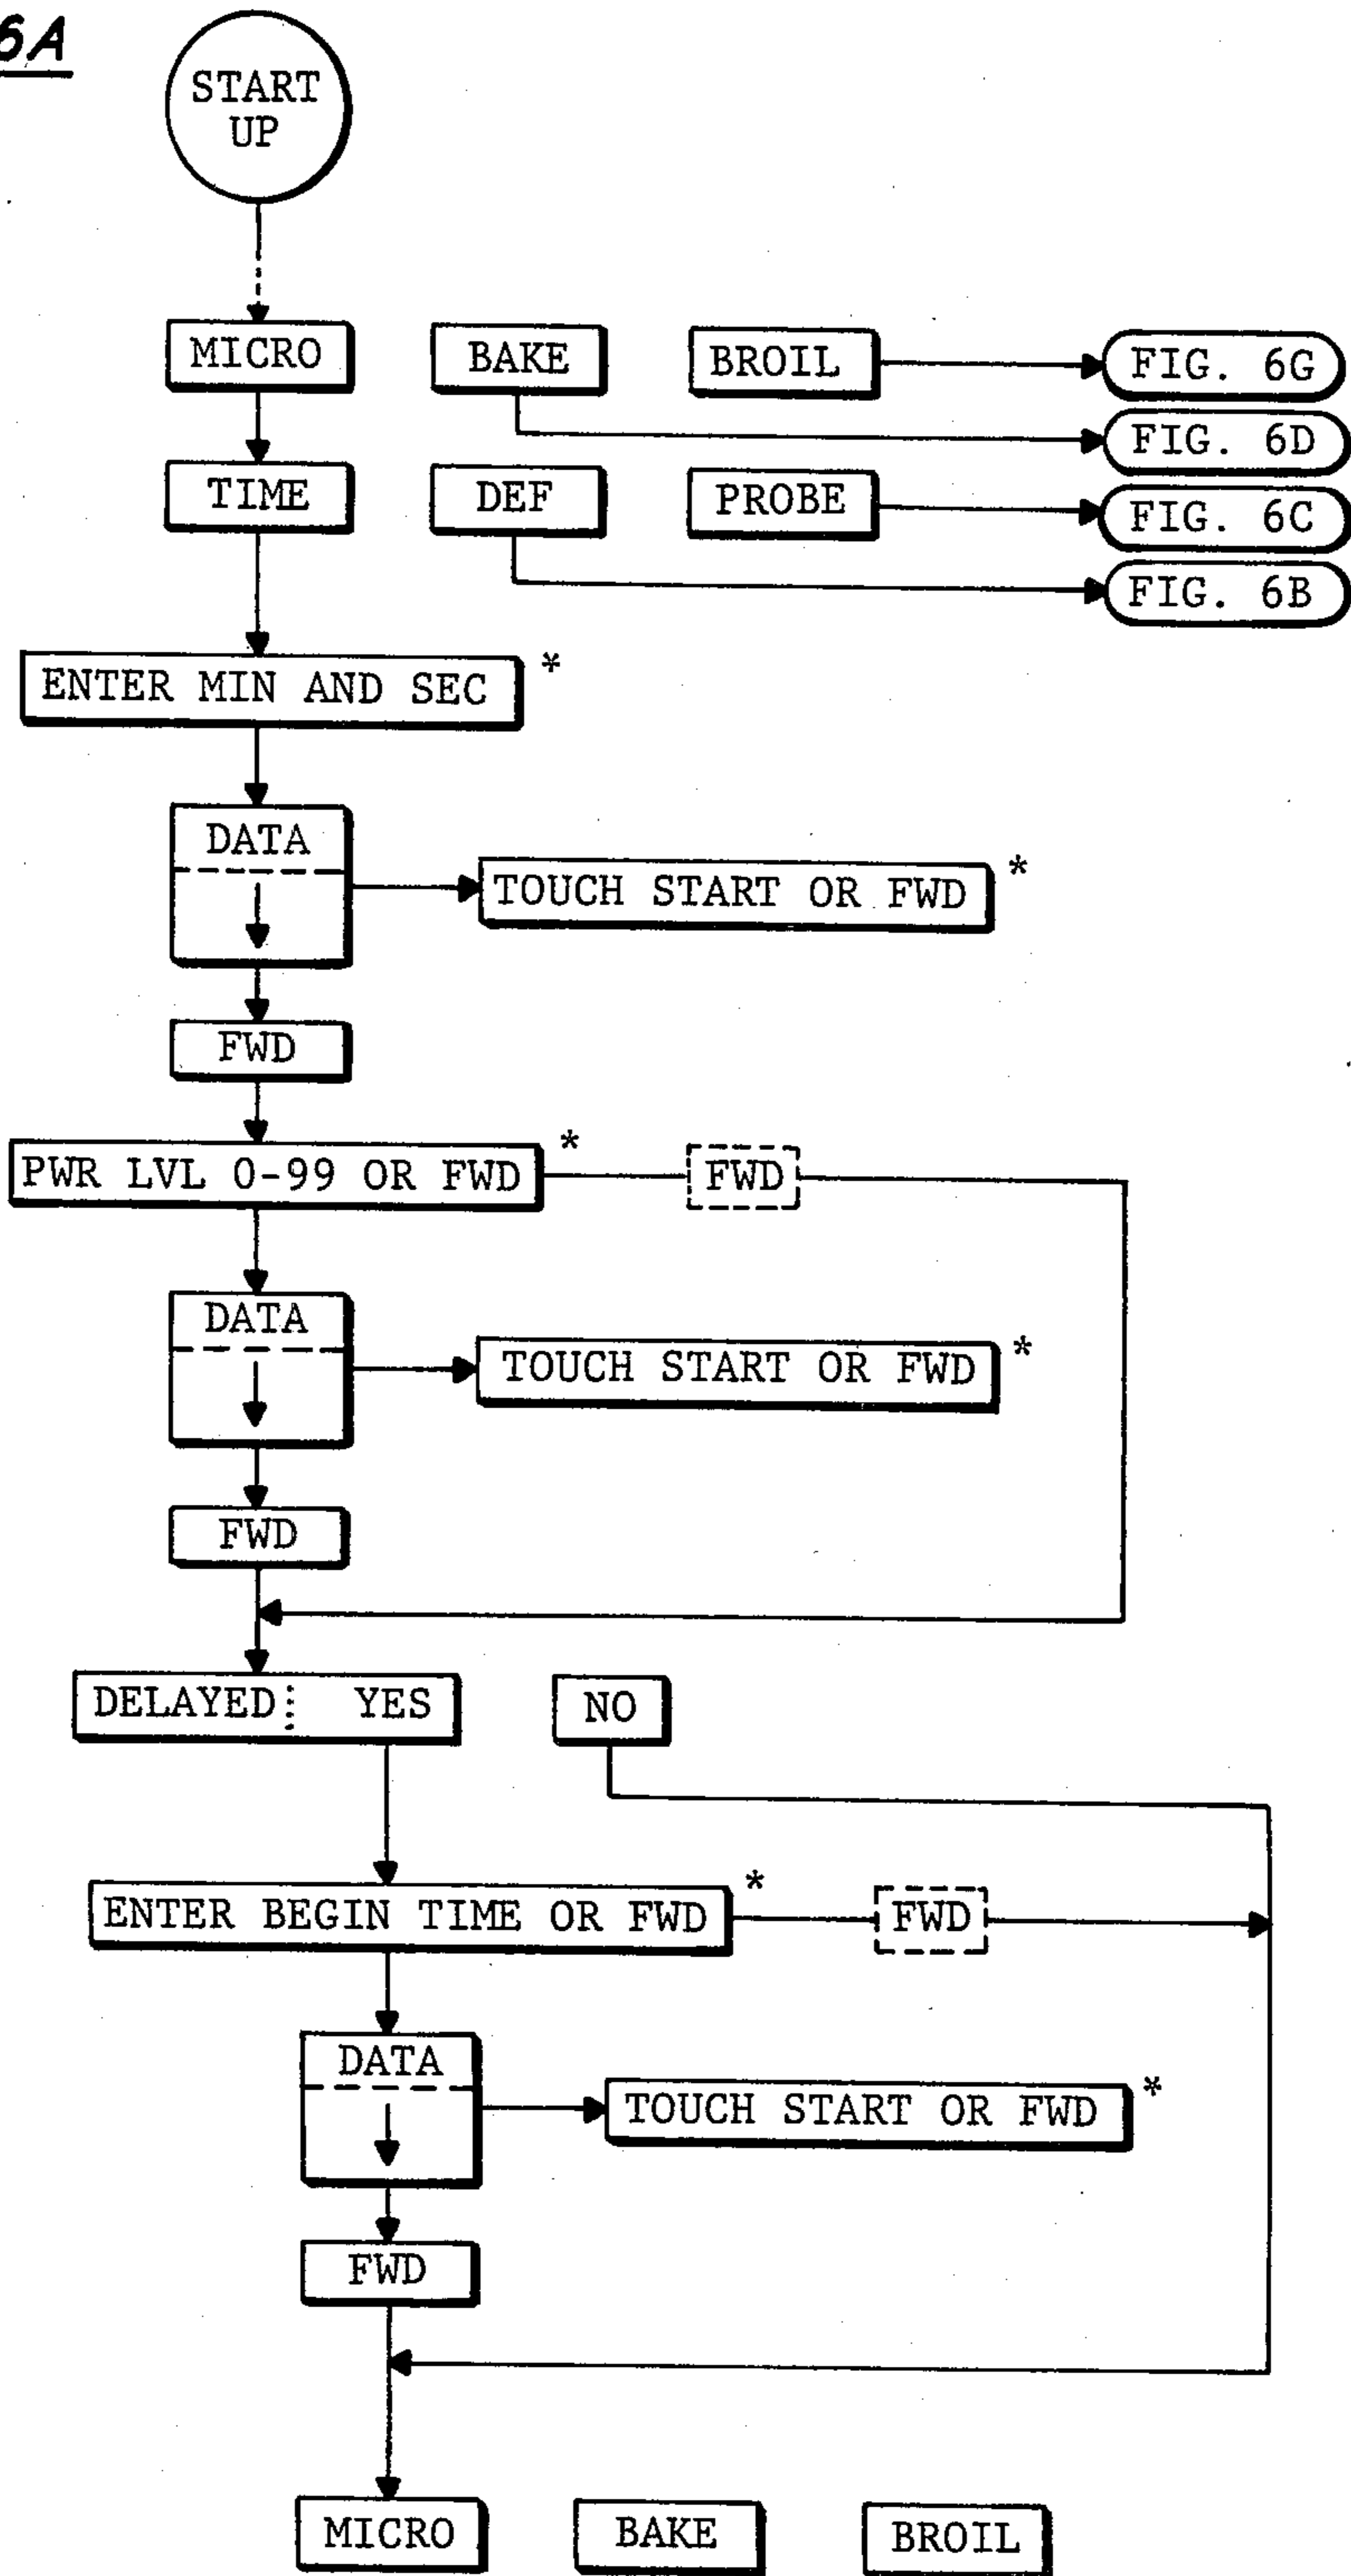 6A
START
UP
MICRO BAKE BROIL FIG. 6G
FIG. 6D
TIME DEF PROBE FIG. 6C
FIG. 6B
ENTER MIN AND SEC *
DATA
TOUCH START OR FWD *
FWD
PWR LVL 0-99 OR FWD * FWD
DATA
TOUCH START OR FWD *
FWD
DELAYED YES NO
ENTER BEGIN TIME OR FWD * FWD
DATA
TOUCH START OR FWD *
FWD
MICRO BAKE BROIL